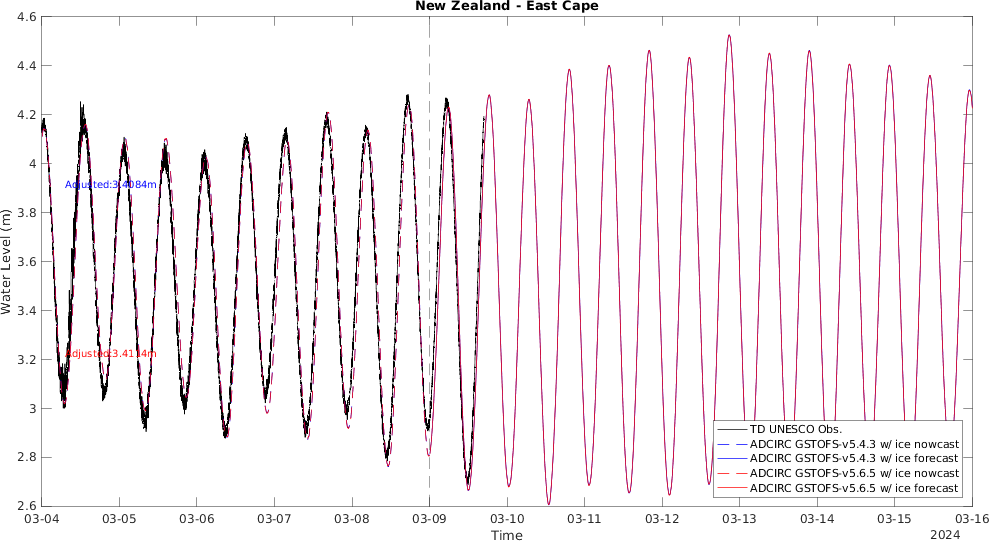 New Zealand - East Cape
Water Level (m)
4.6
4.4
4.2
4
3.8
3.6
3.4
3.2
3
2.8
2.6
Adjusted:3.4084m
Adjusted:3.4114m
TD UNESCO Obs.
ADCIRC GSTOFS-v5.4.3 w/ ice nowcast
ADCIRC GSTOFS-v5.4.3 w/ ice forecast
ADCIRC GSTOFS-v5.6.5 w/ ice nowcast
ADCIRC GSTOFS-v5.6.5 w/ ice forecast
03-04 03-05 03-06 03-07 03-08 03-09 03-10 03-11 03-12 03-13 03-14 03-15 03-16
Time
2024